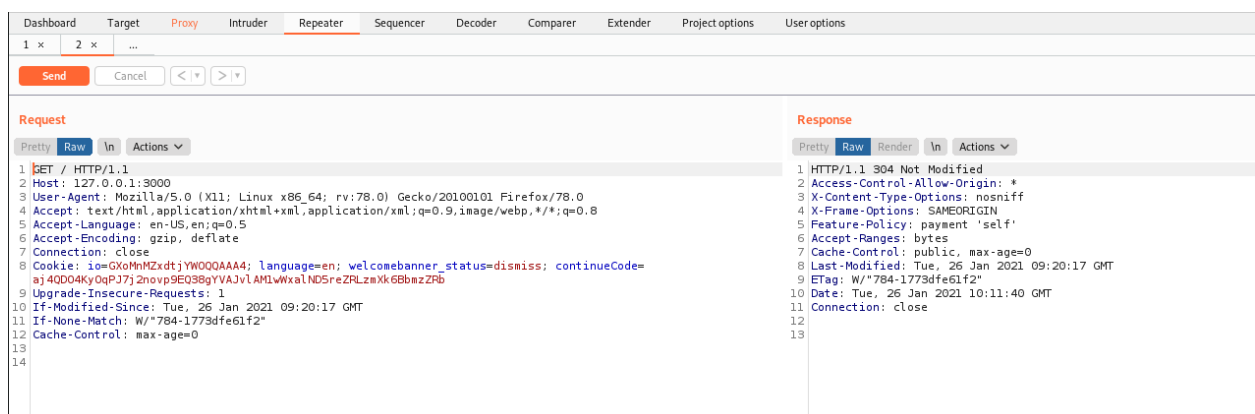 Dashboard Target Proxy Intruder Repeater Sequencer Decoder Comparer Extender Project options User options
1 × 2 × ...
Send Cancel < >
Request
Pretty Raw \n Actions
1 GET / HTTP/1.1
2 Host: 127.0.0.1:3000
3 User-Agent: Mozilla/5.0 (X11; Linux x86_64; rv:78.0) Gecko/20100101 Firefox/78.0
4 Accept: text/html,application/xhtml+xml,application/xml;q=0.9,image/webp,*/*;q=0.8
5 Accept-Language: en-US,en;q=0.5
6 Accept-Encoding: gzip, deflate
7 Connection: close
8 Cookie: io=GXoMnMZxdtjYWOQQAAA4; language=en; welcomebanner_status=dismiss; continueCode=
aj4QDO4KyOqPJ7j2novp9EQ38gYVAJvlAM1wWxalND5reZRLzmXk6BbmzZRb
9 Upgrade-Insecure-Requests: 1
10 If-Modified-Since: Tue, 26 Jan 2021 09:20:17 GMT
11 If-None-Match: W/"784-1773dfe61f2"
12 Cache-Control: max-age=0
13
14
Response
Pretty Raw Render \n Actions
1 HTTP/1.1 304 Not Modified
2 Access-Control-Allow-Origin: *
3 X-Content-Type-Options: nosniff
4 X-Frame-Options: SAMEORIGIN
5 Feature-Policy: payment 'self'
6 Accept-Ranges: bytes
7 Cache-Control: public, max-age=0
8 Last-Modified: Tue, 26 Jan 2021 09:20:17 GMT
9 ETag: W/"784-1773dfe61f2"
10 Date: Tue, 26 Jan 2021 10:11:40 GMT
11 Connection: close
12
13